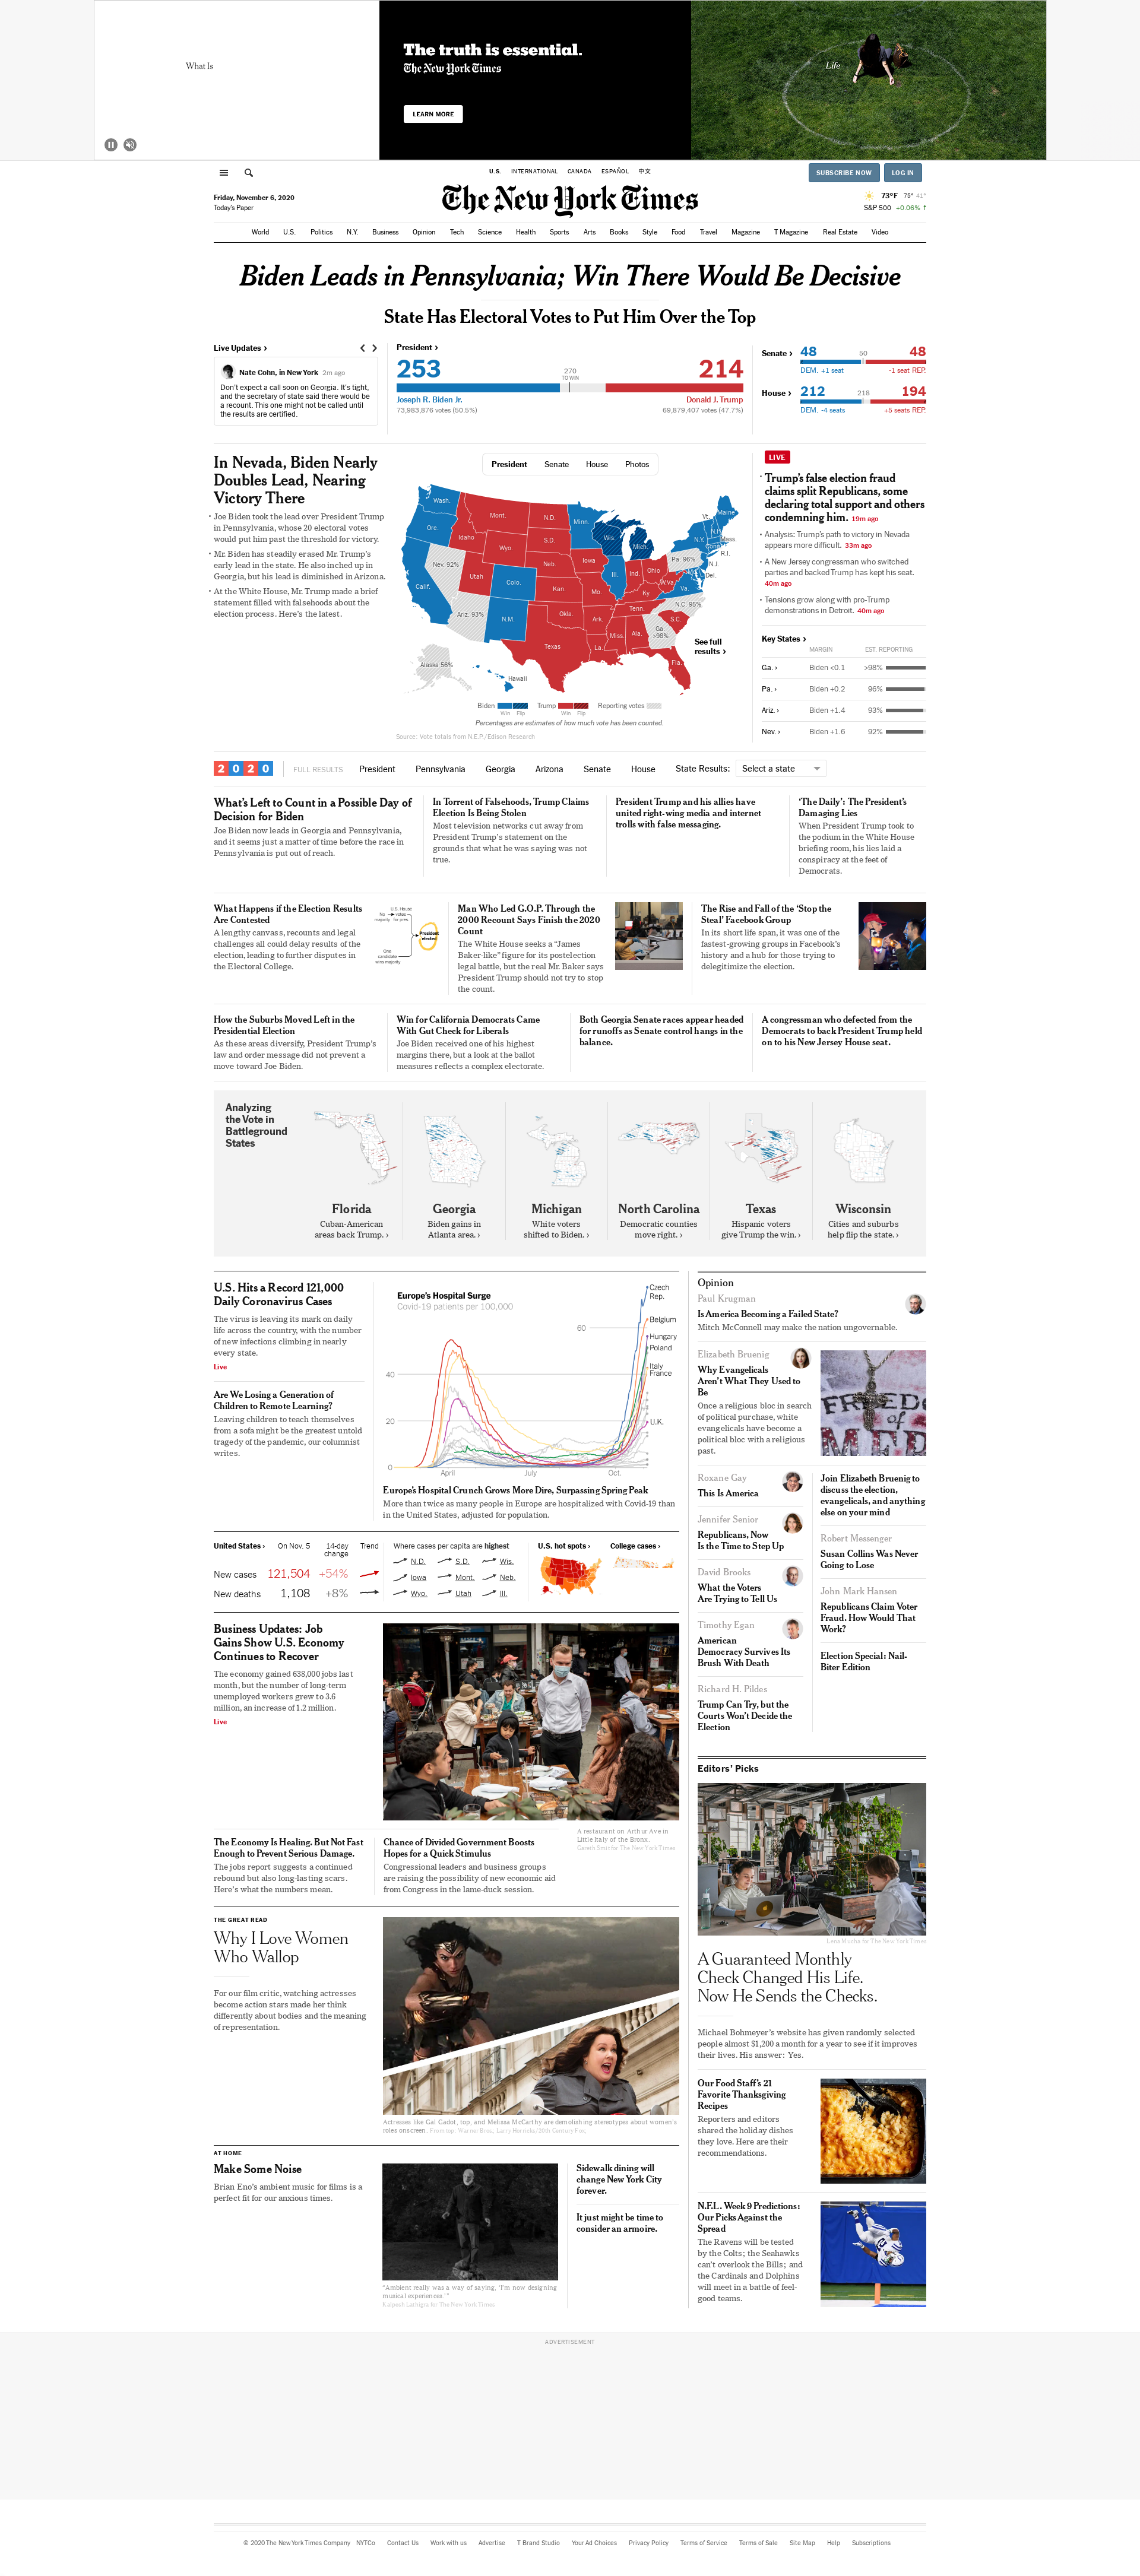 What Is
The truth is essential.
The New York Times
LEARN MORE
Life
U.S. INTERNATIONAL CANADA ESPAÑOL 中文
SUBSCRIBE NOW LOG IN
The New York Times
Friday, November 6, 2020
Today's Paper
73°F 75° 41°
S&P 500 +0.06% ↑
World U.S. Politics N.Y. Business Opinion Tech Science Health Sports Arts Books Style Food Travel Magazine T Magazine Real Estate Video
Biden Leads in Pennsylvania; Win There Would Be Decisive
State Has Electoral Votes to Put Him Over the Top
Live Updates ›
Nate Cohn, in New York 2m ago
Don't expect a call soon on Georgia. It's tight,
and the secretary of state said there would be
a recount. This one might not be called until
the results are certified.
President ›
253
270
TO WIN
214
Joseph R. Biden Jr.
Donald J. Trump
73,983,876 votes (50.5%)
69,879,407 votes (47.7%)
Senate › 48 50 48
DEM. +1 seat -1 seat REP.
House › 212 218 194
DEM. -4 seats +5 seats REP.
In Nevada, Biden Nearly
Doubles Lead, Nearing
Victory There
• Joe Biden took the lead over President Trump
in Pennsylvania, whose 20 electoral votes
would put him past the threshold for victory.
• Mr. Biden has steadily erased Mr. Trump's
early lead in the state. He also inched up in
Georgia, but his lead is diminished in Arizona.
• At the White House, Mr. Trump made a brief
statement filled with falsehoods about the
election process. Here's the latest.
President Senate House Photos
Wash.
Ore.
Calif.
Nev. 92%
Idaho
Mont.
Wyo.
Utah
Ariz. 93%
Colo.
N.M.
N.D.
S.D.
Neb.
Kan.
Okla.
Texas
Minn.
Iowa
Mo.
Ark.
La.
Wis.
Ill.
Mich.
Ind.
Ohio
Ky.
Tenn.
Miss.
Ala.
Ga.
>98%
Fla.
S.C.
N.C. 95%
Va.
W.Va.
Pa. 96%
N.Y.
Vt.
N.H.
Maine
Mass.
R.I.
N.J.
Del.
Alaska 56%
Hawaii
See full
results ›
Biden Trump Reporting votes
Win Flip Win Flip
Percentages are estimates of how much vote has been counted.
Source: Vote totals from N.E.P./Edison Research
LIVE
• Trump's false election fraud
claims split Republicans, some
declaring total support and others
condemning him. 19m ago
• Analysis: Trump's path to victory in Nevada
appears more difficult. 33m ago
• A New Jersey congressman who switched
parties and backed Trump has kept his seat.
40m ago
• Tensions grow along with pro-Trump
demonstrations in Detroit. 40m ago
Key States ›
MARGIN EST. REPORTING
Ga. › Biden <0.1 >98%
Pa. › Biden +0.2 96%
Ariz. › Biden +1.4 93%
Nev. › Biden +1.6 92%
2020 FULL RESULTS President Pennsylvania Georgia Arizona Senate House State Results: Select a state
What's Left to Count in a Possible Day of
Decision for Biden
Joe Biden now leads in Georgia and Pennsylvania,
and it seems just a matter of time before the race in
Pennsylvania is put out of reach.
In Torrent of Falsehoods, Trump Claims
Election Is Being Stolen
Most television networks cut away from
President Trump's statement on the
grounds that what he was saying was not
true.
President Trump and his allies have
united right-wing media and internet
trolls with false messaging.
'The Daily': The President's
Damaging Lies
When President Trump took to
the podium in the White House
briefing room, his lies laid a
conspiracy at the feet of
Democrats.
What Happens if the Election Results
Are Contested
A lengthy canvass, recounts and legal
challenges all could delay results of the
election, leading to further disputes in
the Electoral College.
U.S. House
No
majority
votes
for pres.
President
elected
One
candidate
wins majority
Man Who Led G.O.P. Through the
2000 Recount Says Finish the 2020
Count
The White House seeks a “James
Baker-like” figure for its postelection
legal battle, but the real Mr. Baker says
President Trump should not try to stop
the count.
The Rise and Fall of the 'Stop the
Steal' Facebook Group
In its short life span, it was one of the
fastest-growing groups in Facebook's
history and a hub for those trying to
delegitimize the election.
How the Suburbs Moved Left in the
Presidential Election
As these areas diversify, President Trump's
law and order message did not prevent a
move toward Joe Biden.
Win for California Democrats Came
With Gut Check for Liberals
Joe Biden received one of his highest
margins there, but a look at the ballot
measures reflects a complex electorate.
Both Georgia Senate races appear headed
for runoffs as Senate control hangs in the
balance.
A congressman who defected from the
Democrats to back President Trump held
on to his New Jersey House seat.
Analyzing
the Vote in
Battleground
States
Florida
Cuban-American
areas back Trump. ›
Georgia
Biden gains in
Atlanta area. ›
Michigan
White voters
shifted to Biden. ›
North Carolina
Democratic counties
move right. ›
Texas
Hispanic voters
give Trump the win. ›
Wisconsin
Cities and suburbs
help flip the state. ›
U.S. Hits a Record 121,000
Daily Coronavirus Cases
The virus is leaving its mark on daily
life across the country, with the number
of new infections climbing in nearly
every state.
Live
Are We Losing a Generation of
Children to Remote Learning?
Leaving children to teach themselves
from a sofa might be the greatest untold
tragedy of the pandemic, our columnist
writes.
Europe's Hospital Surge
Covid-19 patients per 100,000
60
40
20
0
April July Oct.
Czech
Rep.
Belgium
Hungary
Poland
Italy
France
U.K.
Europe's Hospital Crunch Grows More Dire, Surpassing Spring Peak
More than twice as many people in Europe are hospitalized with Covid-19 than
in the United States, adjusted for population.
United States › On Nov. 5 14-day
change Trend
New cases 121,504 +54%
New deaths 1,108 +8%
Where cases per capita are highest
N.D. S.D. Wis.
Iowa Mont. Neb.
Wyo. Utah Ill.
U.S. hot spots ›
College cases ›
Business Updates: Job
Gains Show U.S. Economy
Continues to Recover
The economy gained 638,000 jobs last
month, but the number of long-term
unemployed workers grew to 3.6
million, an increase of 1.2 million.
Live
A restaurant on Arthur Ave in
Little Italy of the Bronx.
Gareth Smit for The New York Times
The Economy Is Healing. But Not Fast
Enough to Prevent Serious Damage.
The jobs report suggests a continued
rebound but also long-lasting scars.
Here's what the numbers mean.
Chance of Divided Government Boosts
Hopes for a Quick Stimulus
Congressional leaders and business groups
are raising the possibility of new economic aid
from Congress in the lame-duck session.
THE GREAT READ
Why I Love Women
Who Wallop
For our film critic, watching actresses
become action stars made her think
differently about bodies and the meaning
of representation.
Actresses like Gal Gadot, top, and Melissa McCarthy are demolishing stereotypes about women's
roles onscreen. From top: Warner Bros.; Larry Horricks/20th Century Fox
AT HOME
Make Some Noise
Brian Eno's ambient music for films is a
perfect fit for our anxious times.
“Ambient really was a way of saying, ‘I'm now designing
musical experiences.’”
Kalpesh Lathigra for The New York Times
Sidewalk dining will
change New York City
forever.
It just might be time to
consider an armoire.
Opinion
Paul Krugman
Is America Becoming a Failed State?
Mitch McConnell may make the nation ungovernable.
Elizabeth Bruenig
Why Evangelicals
Aren't What They Used to
Be
Once a religious bloc in search
of political purchase, white
evangelicals have become a
political bloc with a religious
past.
FREED
of
MED
Roxane Gay
This Is America
Jennifer Senior
Republicans, Now
Is the Time to Step Up
David Brooks
What the Voters
Are Trying to Tell Us
Timothy Egan
American
Democracy Survives Its
Brush With Death
Richard H. Pildes
Trump Can Try, but the
Courts Won't Decide the
Election
Join Elizabeth Bruenig to
discuss the election,
evangelicals, and anything
else on your mind
Robert Messenger
Susan Collins Was Never
Going to Lose
John Mark Hansen
Republicans Claim Voter
Fraud. How Would That
Work?
Election Special: Nail-
Biter Edition
Editors' Picks
Lena Mucha for The New York Times
A Guaranteed Monthly
Check Changed His Life.
Now He Sends the Checks.
Michael Bohmeyer's website has given randomly selected
people almost $1,200 a month for a year to see if it improves
their lives. His answer: Yes.
Our Food Staff's 21
Favorite Thanksgiving
Recipes
Reporters and editors
shared the holiday dishes
they love. Here are their
recommendations.
N.F.L. Week 9 Predictions:
Our Picks Against the
Spread
The Ravens will be tested
by the Colts; the Seahawks
can't overlook the Bills; and
the Cardinals and Dolphins
will meet in a battle of feel-
good teams.
ADVERTISEMENT
© 2020 The New York Times Company NYTCo Contact Us Work with us Advertise T Brand Studio Your Ad Choices Privacy Policy Terms of Service Terms of Sale Site Map Help Subscriptions